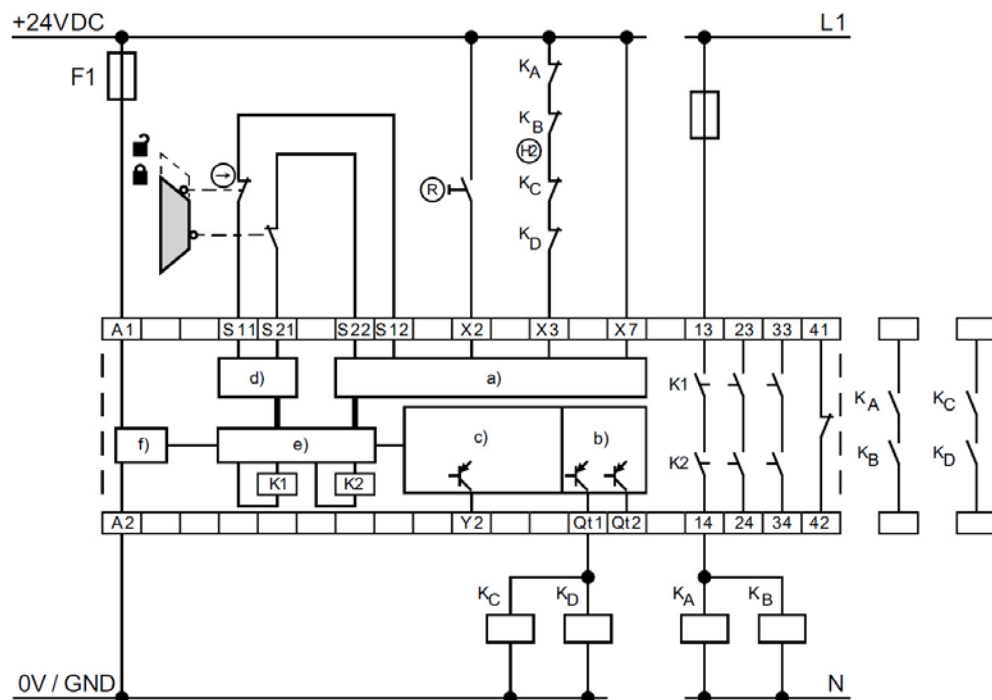 +24VDC L1
F1
KA
KB
H2
R
KC
KD
A1 S11 S21 S22 S12 X2 X3 X7 13 23 33 41
d) a)
K1
KA KC
f) e) c) b)
KB KD
K1 K2 K2
A2 Y2 Qt1 Qt2 14 24 34 42
KC KD KA KB
0V / GND N